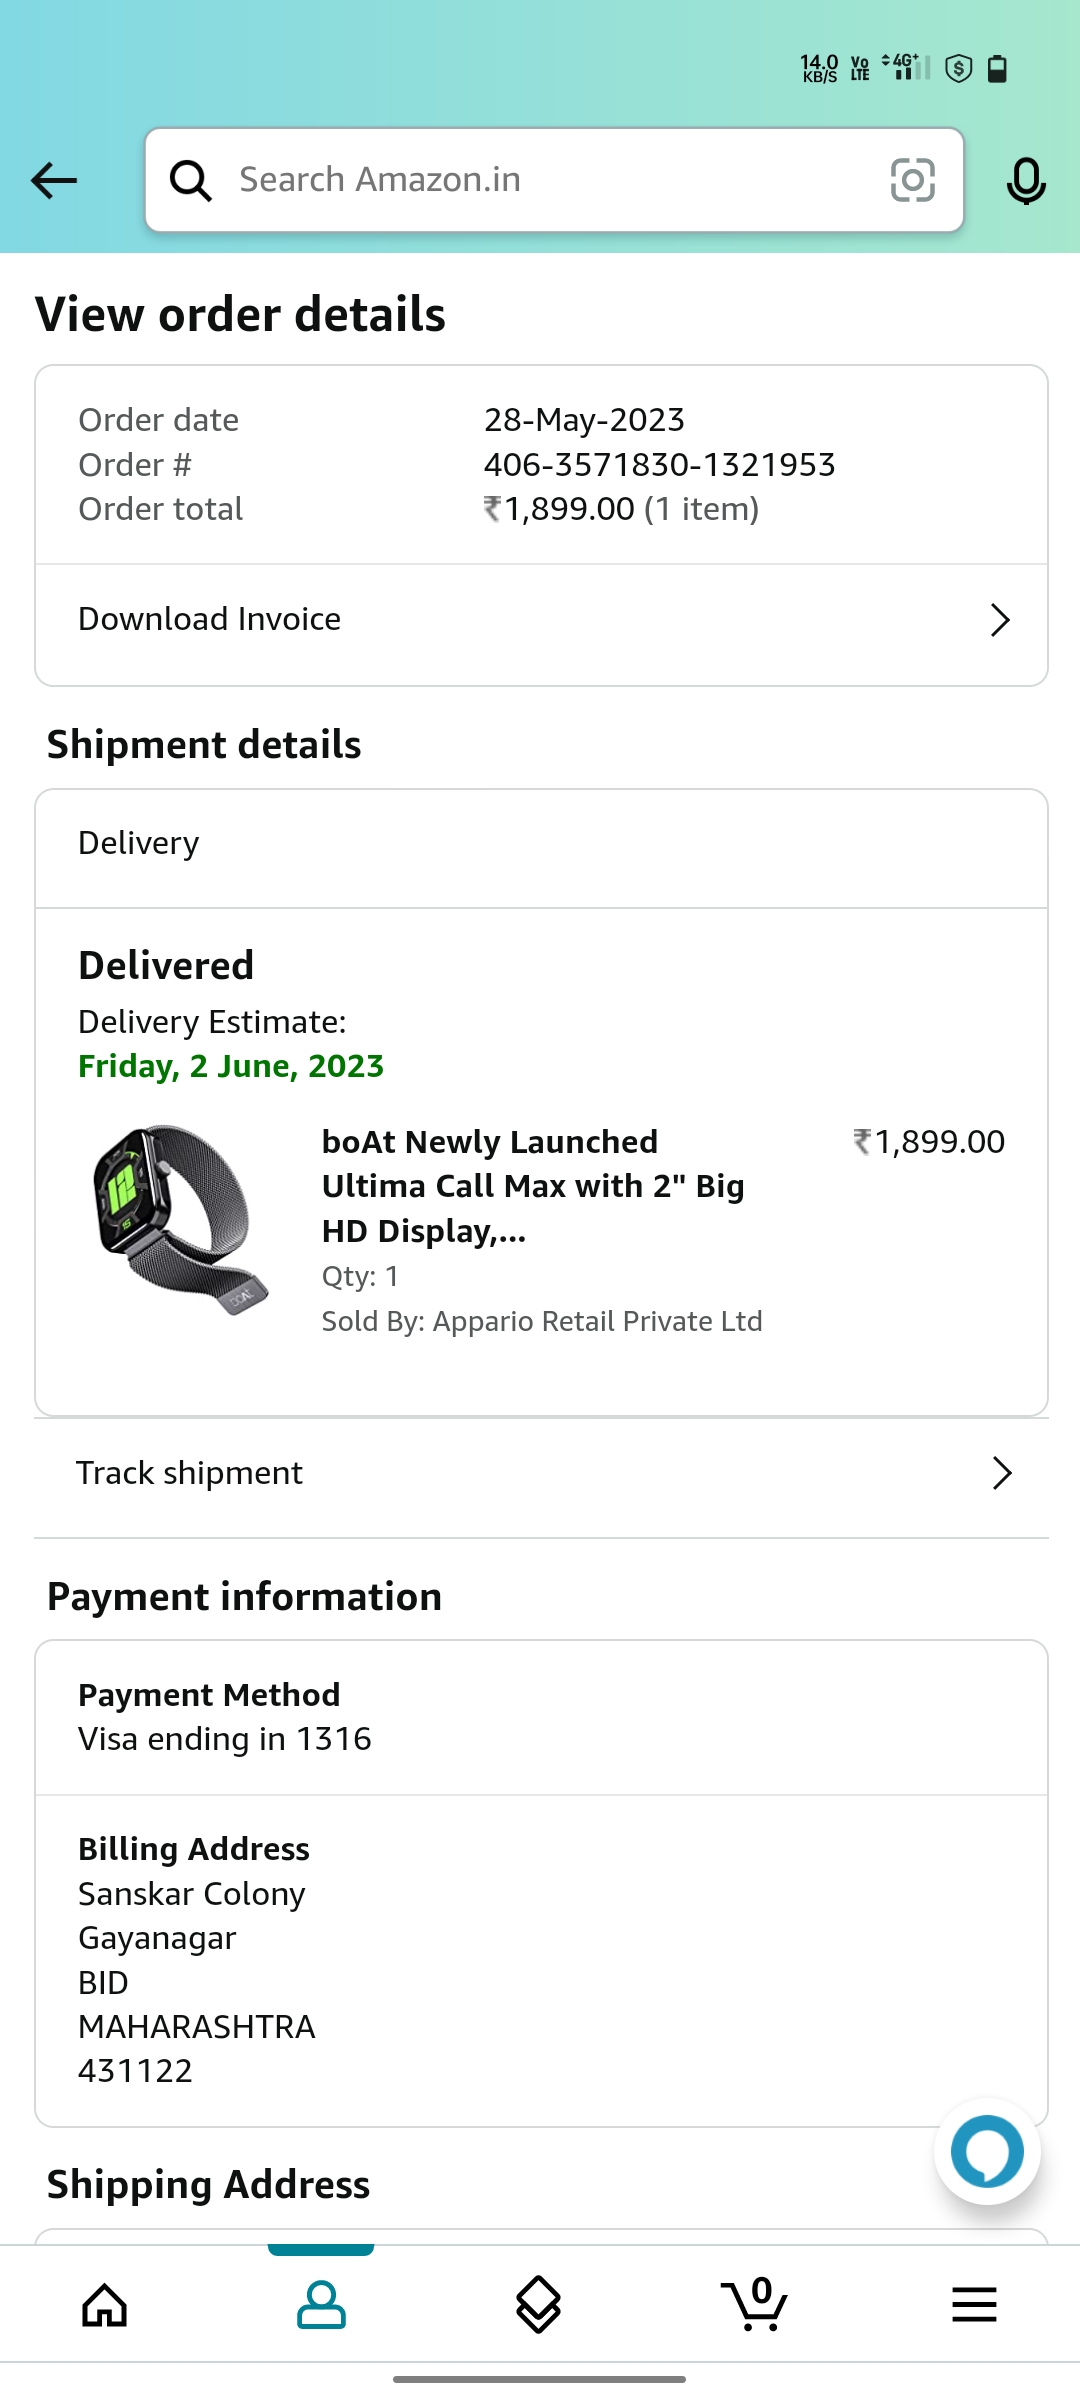 14.0 KB/S Vo LTE 4G+
Search Amazon.in
View order details
Order date 28-May-2023
Order # 406-3571830-1321953
Order total ₹1,899.00 (1 item)
Download Invoice
Shipment details
Delivery
Delivered
Delivery Estimate:
Friday, 2 June, 2023
boAt Newly Launched ₹1,899.00
Ultima Call Max with 2" Big
HD Display,...
Qty: 1
Sold By: Appario Retail Private Ltd
Track shipment
Payment information
Payment Method
Visa ending in 1316
Billing Address
Sanskar Colony
Gayanagar
BID
MAHARASHTRA
431122
Shipping Address
0